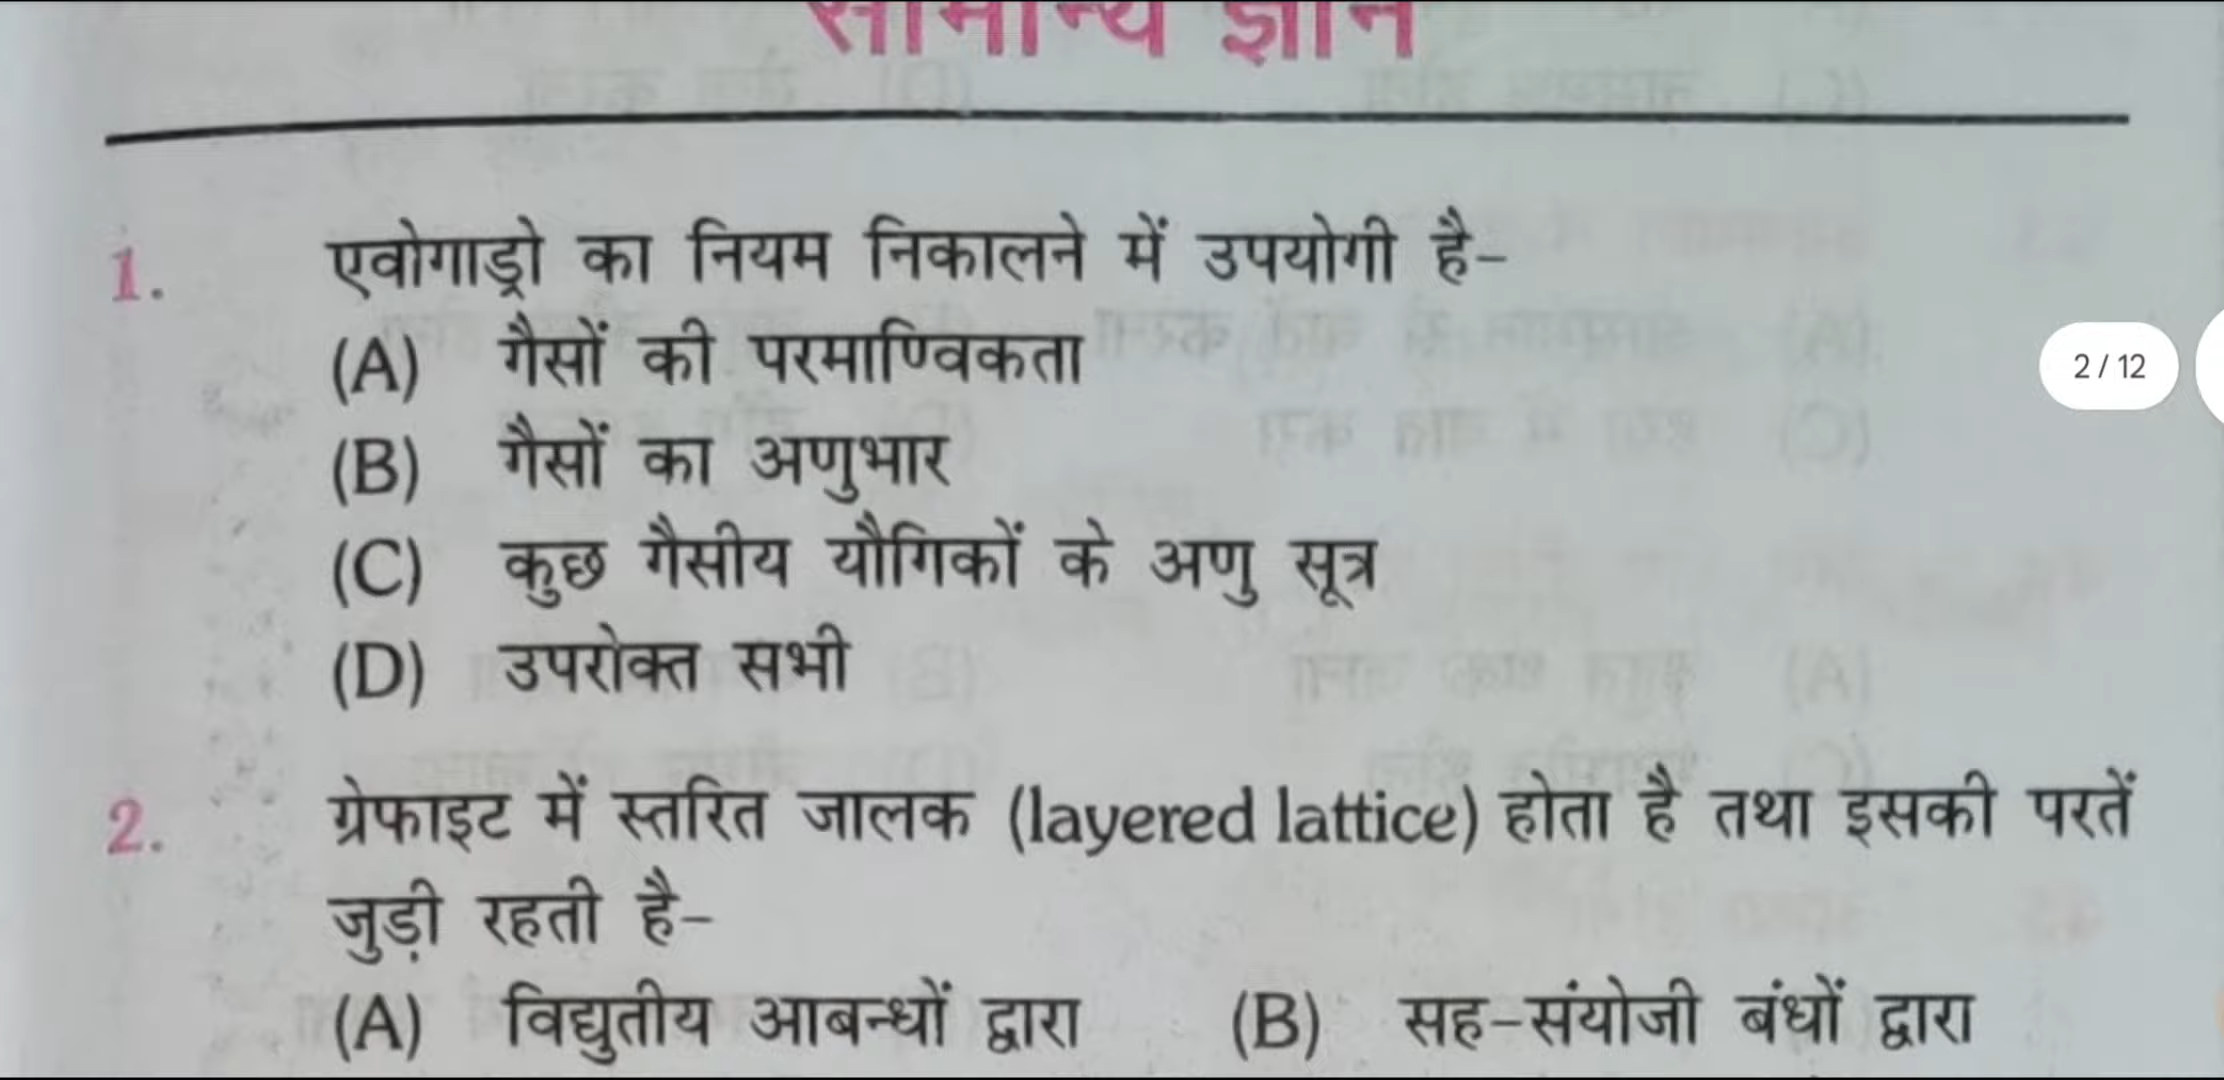 सामान्य ज्ञान
1. एवोगाड्रो का नियम निकालने में उपयोगी है-
(A) गैसों की परमाण्विकता
2 / 12
(B) गैसों का अणुभार
(C) कुछ गैसीय यौगिकों के अणु सूत्र
(D) उपरोक्त सभी
2. ग्रेफाइट में स्तरित जालक (layered lattice) होता है तथा इसकी परतें
जुड़ी रहती है-
(A) विद्युतीय आबन्धों द्वारा (B) सह-संयोजी बंधों द्वारा